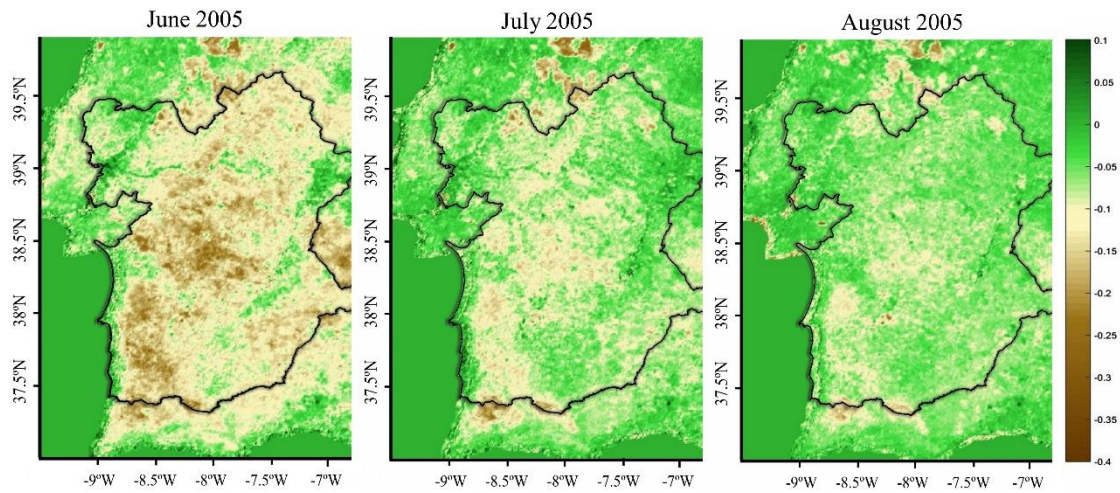 June 2005
July 2005
August 2005
39.5ºN
39ºN
38.5ºN
38ºN
37.5ºN
-9ºW -8.5ºW -8ºW -7.5ºW -7ºW
39.5ºN
39ºN
38.5ºN
38ºN
37.5ºN
-9ºW -8.5ºW -8ºW -7.5ºW -7ºW
39.5ºN
39ºN
38.5ºN
38ºN
37.5ºN
-9ºW -8.5ºW -8ºW -7.5ºW -7ºW
0.1
0.05
0
-0.05
-0.1
-0.15
-0.2
-0.25
-0.3
-0.35
-0.4